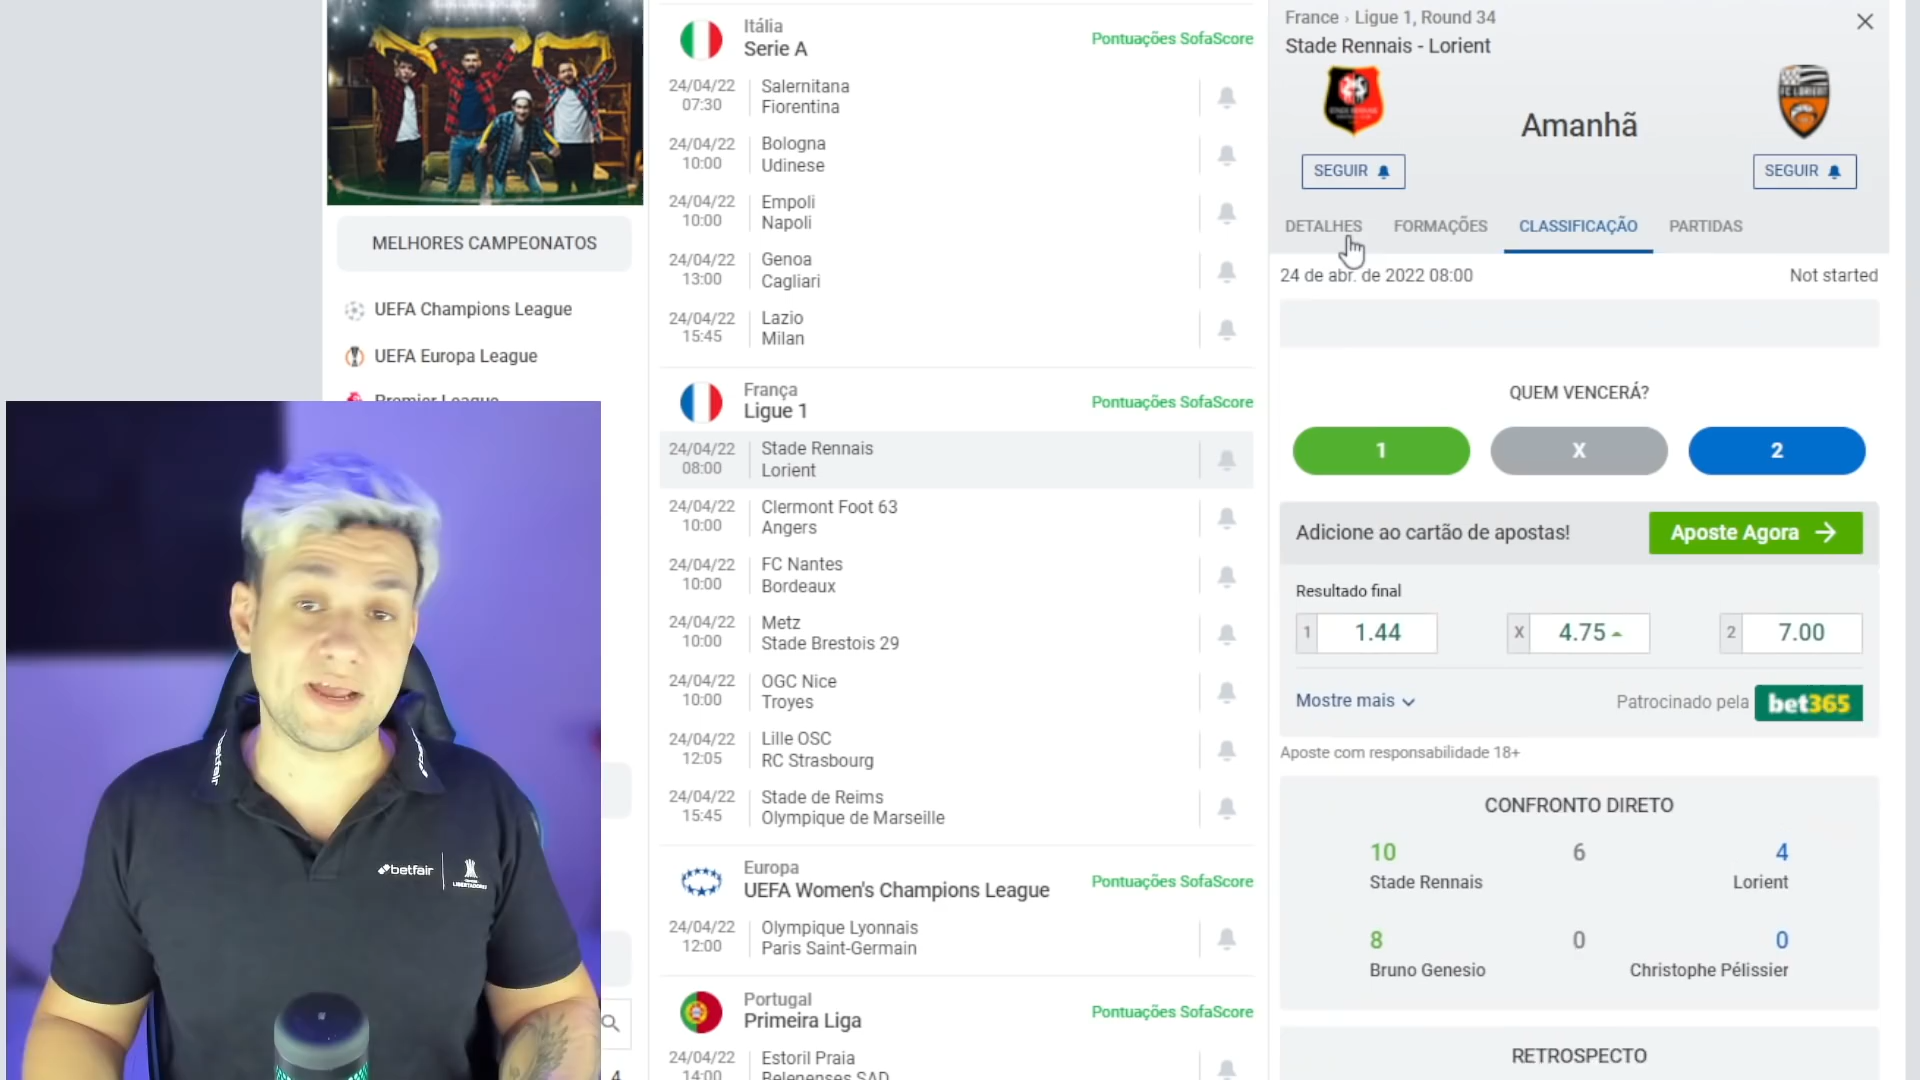 MELHORES CAMPEONATOS
UEFA Champions League
UEFA Europa League
Premier League
betfair
betfair
LIBERTADORES
4
Itália
Serie A
Pontuações SofaScore
24/04/22
07:30
Salernitana
Fiorentina
24/04/22
10:00
Bologna
Udinese
24/04/22
10:00
Empoli
Napoli
24/04/22
13:00
Genoa
Cagliari
24/04/22
15:45
Lazio
Milan
França
Ligue 1
Pontuações SofaScore
24/04/22
08:00
Stade Rennais
Lorient
24/04/22
10:00
Clermont Foot 63
Angers
24/04/22
10:00
FC Nantes
Bordeaux
24/04/22
10:00
Metz
Stade Brestois 29
24/04/22
10:00
OGC Nice
Troyes
24/04/22
12:05
Lille OSC
RC Strasbourg
24/04/22
15:45
Stade de Reims
Olympique de Marseille
Europa
UEFA Women's Champions League
Pontuações SofaScore
24/04/22
12:00
Olympique Lyonnais
Paris Saint-Germain
Portugal
Primeira Liga
Pontuações SofaScore
24/04/22
14:00
Estoril Praia
Belenenses SAD
France › Ligue 1, Round 34
Stade Rennais - Lorient
FC LORIENT
Amanhã
SEGUIR
SEGUIR
DETALHES FORMAÇÕES CLASSIFICAÇÃO PARTIDAS
24 de abr. de 2022 08:00 Not started
QUEM VENCERÁ?
1 X 2
Adicione ao cartão de apostas! Aposte Agora →
Resultado final
1 1.44 X 4.75 2 7.00
Mostre mais Patrocinado pela bet365
Aposte com responsabilidade 18+
CONFRONTO DIRETO
10 6 4
Stade Rennais Lorient
8 0 0
Bruno Genesio Christophe Pélissier
RETROSPECTO